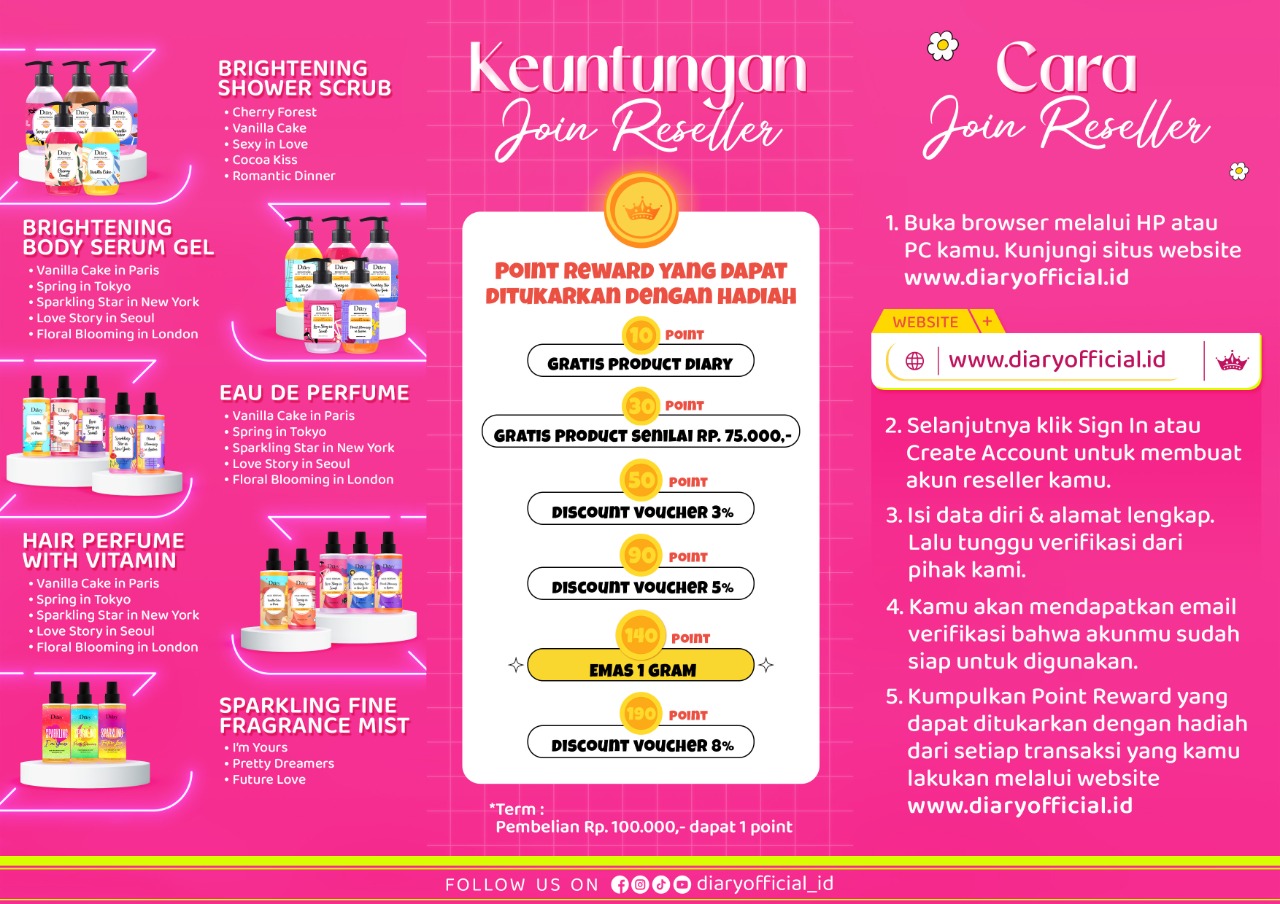 BRIGHTENING
SHOWER SCRUB
• Cherry Forest
• Vanilla Cake
• Sexy in Love
• Cocoa Kiss
• Romantic Dinner
BRIGHTENING
BODY SERUM GEL
• Vanilla Cake in Paris
• Spring in Tokyo
• Sparkling Star in New York
• Love Story in Seoul
• Floral Blooming in London
EAU DE PERFUME
• Vanilla Cake in Paris
• Spring in Tokyo
• Sparkling Star in New York
• Love Story in Seoul
• Floral Blooming in London
HAIR PERFUME
WITH VITAMIN
• Vanilla Cake in Paris
• Spring in Tokyo
• Sparkling Star in New York
• Love Story in Seoul
• Floral Blooming in London
SPARKLING FINE
FRAGRANCE MIST
• I'm Yours
• Pretty Dreamers
• Future Love
Keuntungan
Join Reseller
POINT REWARD YANG DAPAT
DITUKARKAN DENGAN HADIAH
10 POINT
GRATIS PRODUCT DIARY
30 POINT
GRATIS PRODUCT SENILAI RP. 75.000,-
50 POINT
DISCOUNT VOUCHER 3%
90 POINT
DISCOUNT VOUCHER 5%
140 POINT
EMAS 1 GRAM
190 POINT
DISCOUNT VOUCHER 8%
*Term :
Pembelian Rp. 100.000,- dapat 1 point
Cara
Join Reseller
1. Buka browser melalui HP atau
PC kamu. Kunjungi situs website
www.diaryofficial.id
WEBSITE +
www.diaryofficial.id
2. Selanjutnya klik Sign In atau
Create Account untuk membuat
akun reseller kamu.
3. Isi data diri & alamat lengkap.
Lalu tunggu verifikasi dari
pihak kami.
4. Kamu akan mendapatkan email
verifikasi bahwa akunmu sudah
siap untuk digunakan.
5. Kumpulkan Point Reward yang
dapat ditukarkan dengan hadiah
dari setiap transaksi yang kamu
lakukan melalui website
www.diaryofficial.id
FOLLOW US ON diaryofficial_id